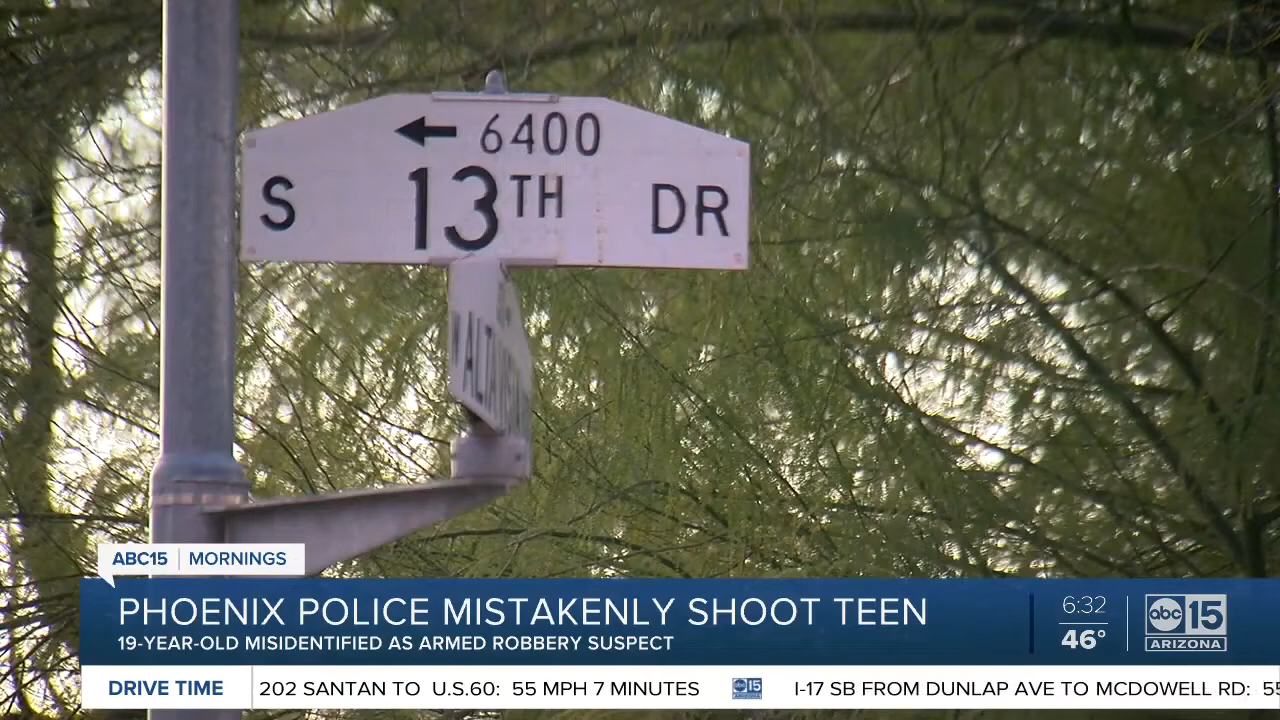 ← 6400
S 13TH DR
ABC15 MORNINGS
PHOENIX POLICE MISTAKENLY SHOOT TEEN
19-YEAR-OLD MISIDENTIFIED AS ARMED ROBBERY SUSPECT
6:32
46°
abc 15
ARIZONA
DRIVE TIME
202 SANTAN TO U.S.60: 55 MPH 7 MINUTES
abc 15
I-17 SB FROM DUNLAP AVE TO MCDOWELL RD: